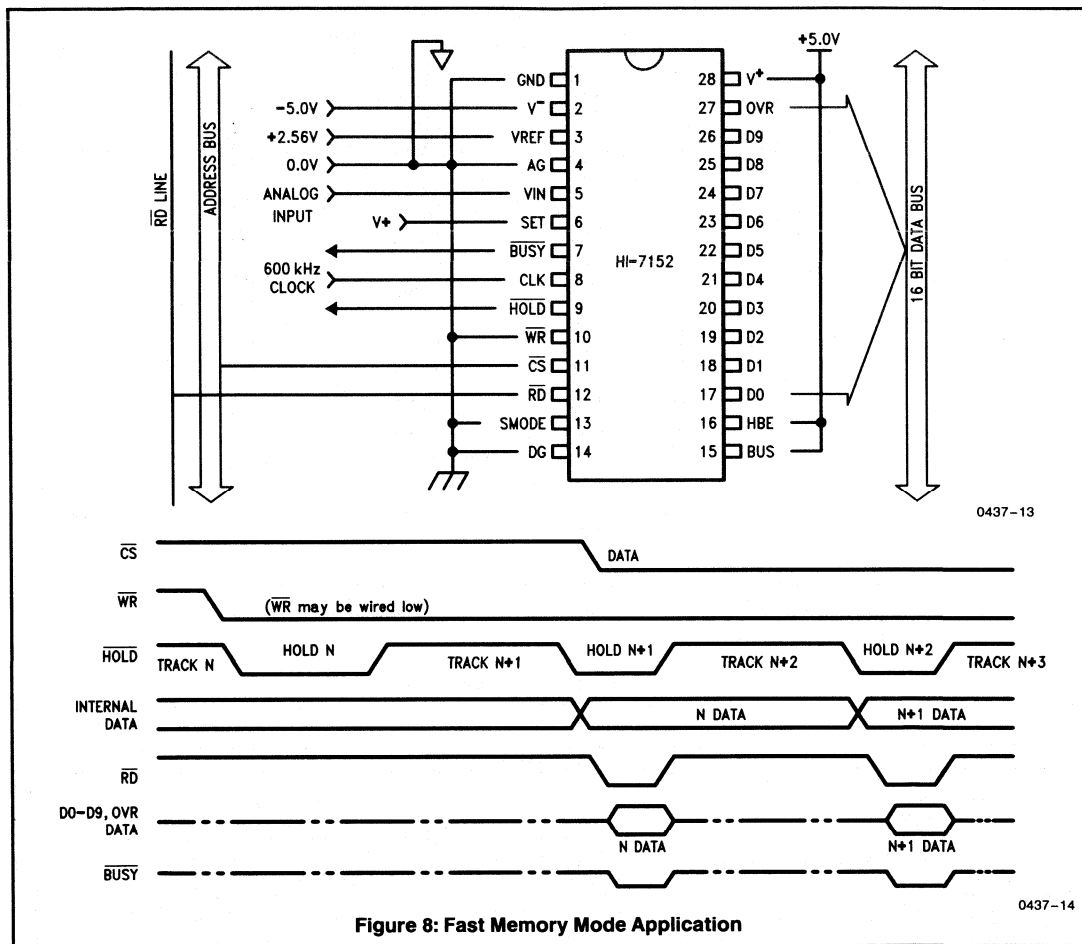 +5.0V
GND 1 28 V+
-5.0V V- 2 27 OVR
+2.56V VREF 3 26 D9
0.0V AG 4 25 D8
ANALOG INPUT VIN 5 24 D7
V+ SET 6 23 D6
BUSY 7 22 D5
HI-7152
600 kHz CLOCK CLK 8 21 D4
HOLD 9 20 D3
WR 10 19 D2
CS 11 18 D1
RD 12 17 D0
SMODE 13 16 HBE
DG 14 15 BUS
RD LINE
ADDRESS BUS
16 BIT DATA BUS
0437-13
CS DATA
WR (WR may be wired low)
HOLD TRACK N HOLD N TRACK N+1 HOLD N+1 TRACK N+2 HOLD N+2 TRACK N+3
INTERNAL DATA N DATA N+1 DATA
RD
D0-D9, OVR DATA
N DATA N+1 DATA
BUSY
0437-14
Figure 8: Fast Memory Mode Application